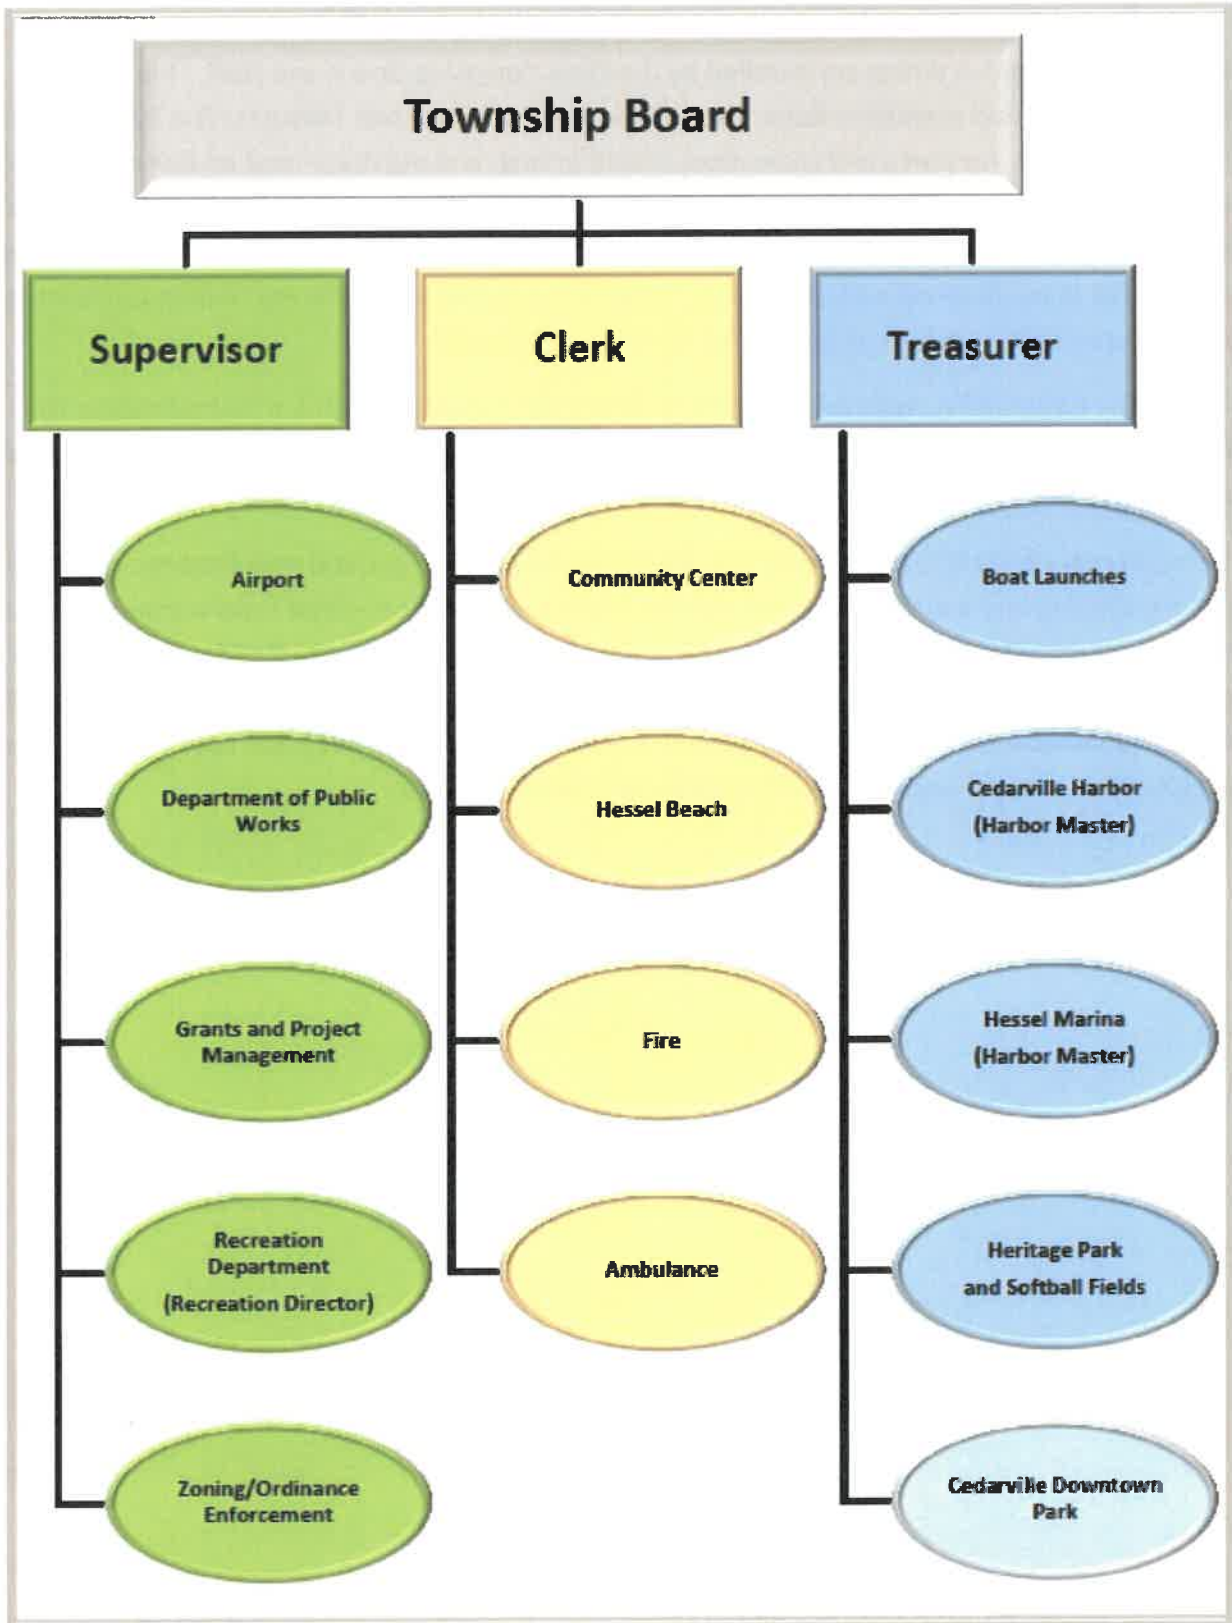 Township Board
Supervisor
Clerk
Treasurer
Airport
Community Center
Boat Launches
Department of Public
Works
Hessel Beach
Cedarville Harbor
(Harbor Master)
Grants and Project
Management
Fire
Hessel Marina
(Harbor Master)
Recreation
Department
(Recreation Director)
Ambulance
Heritage Park
and Softball Fields
Zoning/Ordinance
Enforcement
Cedarville Downtown
Park